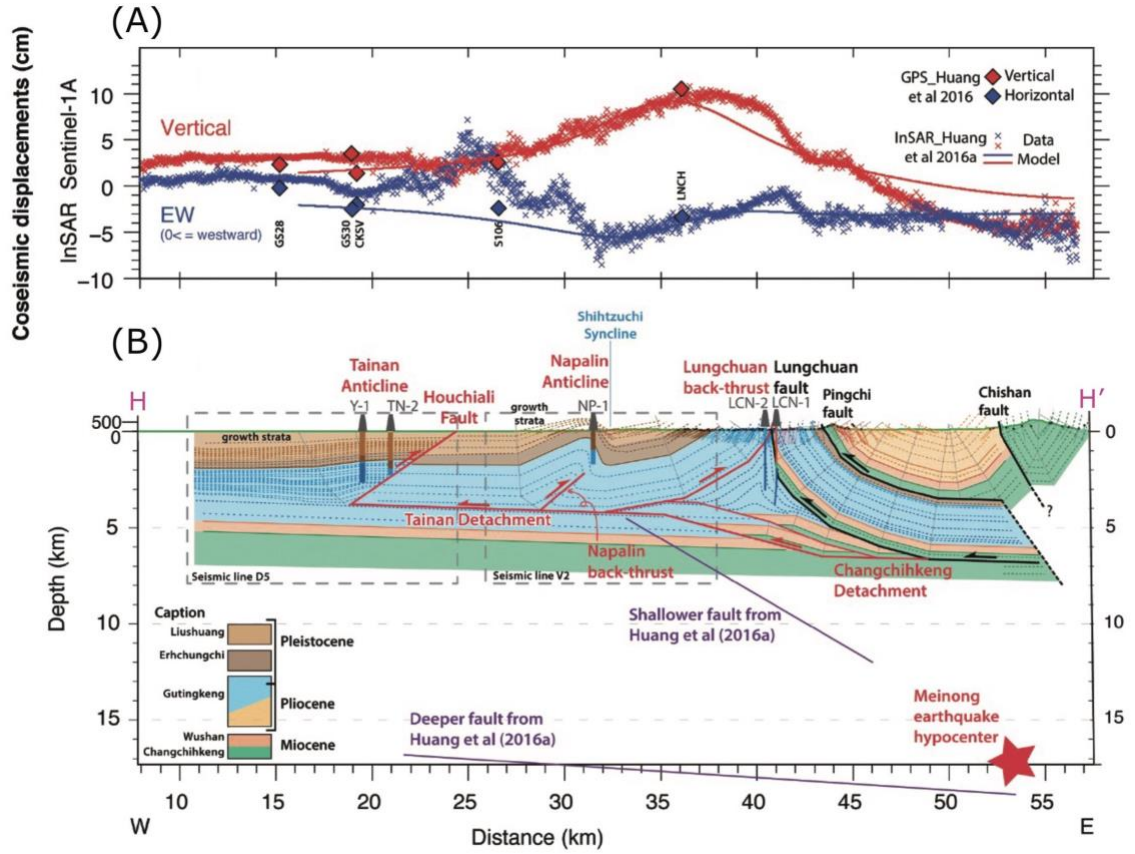 (A)
Coseismic displacements (cm)
InSAR Sentinel-1A
10
5
0
−5
−10
Vertical
EW
(0<= westward)
GS28
GS30
CKSV
S106
LNCH
GPS_Huang
et al 2016
Vertical
Horizontal
InSAR_Huang
et al 2016a
Data
Model
(B)
Shihtzuchi
Syncline
Tainan
Anticline
Napalin
Anticline
Lungchuan
back-thrust
Lungchuan
fault
Houchiali
Fault
Pingchi
fault
Chishan
fault
H
H′
Y-1
TN-2
NP-1
LCN-2
LCN-1
growth
strata
growth strata
500
0
5
10
15
0
5
10
15
Depth (km)
Tainan Detachment
Napalin
back-thrust
Changchihkeng
Detachment
?
Seismic line D5
Seismic line V2
Shallower fault from
Huang et al (2016a)
Deeper fault from
Huang et al (2016a)
Meinong
earthquake
hypocenter
Caption
Liushuang
Erhchungchi
Gutingkeng
Wushan
Changchihkeng
Pleistocene
Pliocene
Miocene
10 15 20 25 30 35 40 45 50 55
W
Distance (km)
E